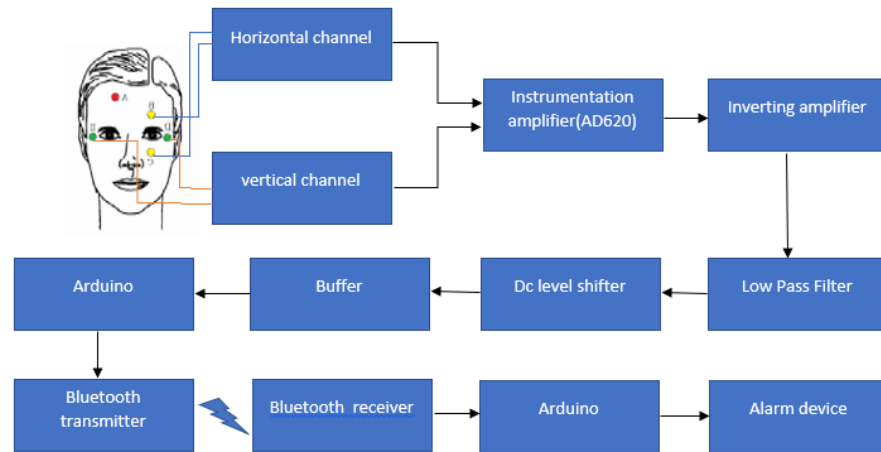 Horizontal channel
Instrumentation
amplifier(AD620)
Inverting amplifier
A
vertical channel
Arduino
Buffer
Dc level shifter
Low Pass Filter
Bluetooth
transmitter
Bluetooth receiver
Arduino
Alarm device